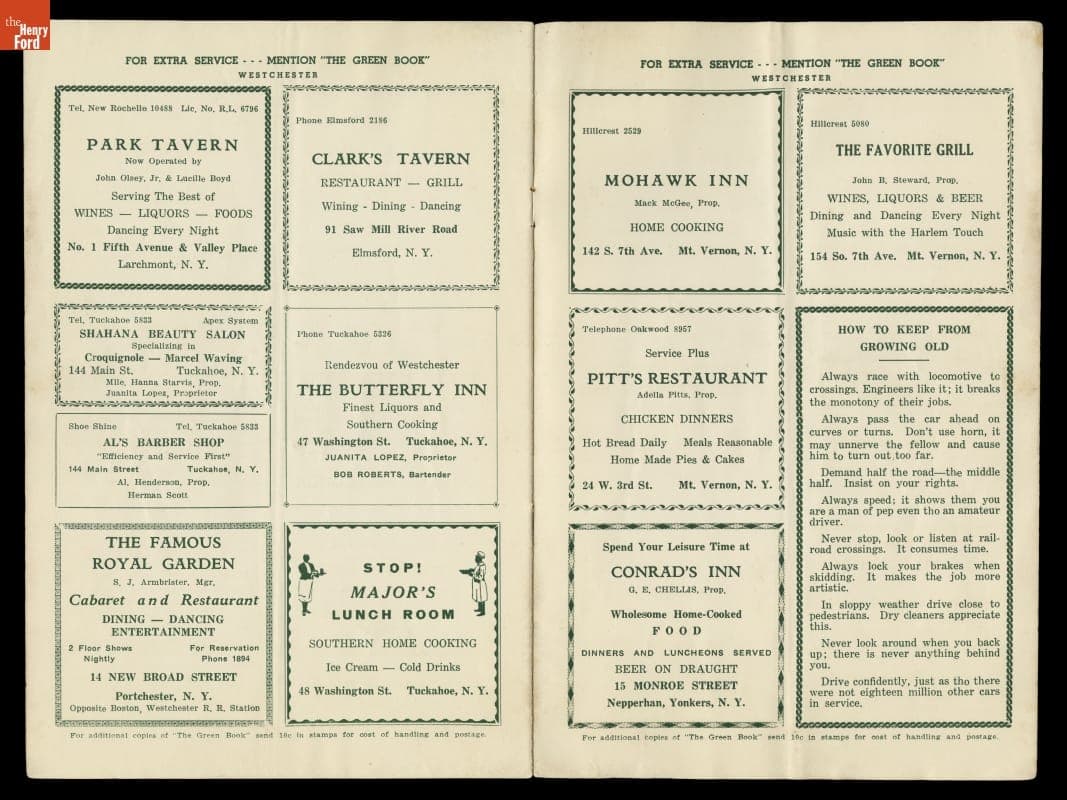 the
Henry
Ford
FOR EXTRA SERVICE - - - MENTION "THE GREEN BOOK"
WESTCHESTER
Tel. New Rochelle 10488 Lic. No. R.L. 6796
PARK TAVERN
Now Operated by
John Olsey, Jr. & Lucille Boyd
Serving The Best of
WINES — LIQUORS — FOODS
Dancing Every Night
No. 1 Fifth Avenue & Valley Place
Larchmont, N. Y.
Phone Elmsford 2186
CLARK'S TAVERN
RESTAURANT — GRILL
Wining - Dining - Dancing
91 Saw Mill River Road
Elmsford, N. Y.
Tel. Tuckahoe 5833 Apex System
SHAHANA BEAUTY SALON
Specializing in
Croquignole — Marcel Waving
144 Main St. Tuckahoe, N. Y.
Mlle, Hanna Starvis, Prop.
Juanita Lopez, Proprietor
Shoe Shine Tel. Tuckahoe 5833
AL'S BARBER SHOP
"Efficiency and Service First"
144 Main Street Tuckahoe, N. Y.
Al. Henderson, Prop.
Herman Scott
Phone Tuckahoe 5326
Rendezvou of Westchester
THE BUTTERFLY INN
Finest Liquors and
Southern Cooking
47 Washington St. Tuckahoe, N. Y.
JUANITA LOPEZ, Proprietor
BOB ROBERTS, Bartender
THE FAMOUS
ROYAL GARDEN
S. J. Armbrister, Mgr.
Cabaret and Restaurant
DINING — DANCING
ENTERTAINMENT
2 Floor Shows For Reservation
Nightly Phone 1894
14 NEW BROAD STREET
Portchester, N. Y.
Opposite Boston, Westchester R. R. Station
STOP!
MAJOR'S
LUNCH ROOM
SOUTHERN HOME COOKING
Ice Cream — Cold Drinks
48 Washington St. Tuckahoe, N. Y.
For additional copies of "The Green Book" send 10c in stamps for cost of handling and postage.
FOR EXTRA SERVICE - - - MENTION "THE GREEN BOOK"
WESTCHESTER
Hillcrest 2529
MOHAWK INN
Mack McGee, Prop.
HOME COOKING
142 S. 7th Ave. Mt. Vernon, N. Y.
Hillcrest 5080
THE FAVORITE GRILL
John B. Steward, Prop.
WINES, LIQUORS & BEER
Dining and Dancing Every Night
Music with the Harlem Touch
154 So. 7th Ave. Mt. Vernon, N. Y.
Telephone Oakwood 8957
Service Plus
PITT'S RESTAURANT
Adella Pitts, Prop.
CHICKEN DINNERS
Hot Bread Daily Meals Reasonable
Home Made Pies & Cakes
24 W. 3rd St. Mt. Vernon, N. Y.
Spend Your Leisure Time at
CONRAD'S INN
G. E. CHELLIS, Prop.
Wholesome Home-Cooked
FOOD
DINNERS AND LUNCHEONS SERVED
BEER ON DRAUGHT
15 MONROE STREET
Nepperhan, Yonkers, N. Y.
HOW TO KEEP FROM
GROWING OLD
Always race with locomotive to
crossings. Engineers like it; it breaks
the monotony of their jobs.
Always pass the car ahead on
curves or turns. Don't use horn, it
may unnerve the fellow and cause
him to turn out too far.
Demand half the road—the middle
half. Insist on your rights.
Always speed; it shows them you
are a man of pep even tho an amateur
driver.
Never stop, look or listen at rail-
road crossings. It consumes time.
Always lock your brakes when
skidding. It makes the job more
artistic.
In sloppy weather drive close to
pedestrians. Dry cleaners appreciate
this.
Never look around when you back
up; there is never anything behind
you.
Drive confidently, just as tho there
were not eighteen million other cars
in service.
For additional copies of "The Green Book" send 10c in stamps for cost of handling and postage.